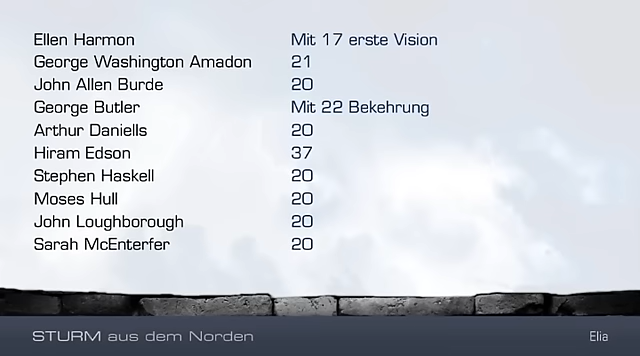 Ellen Harmon Mit 17 erste Vision
George Washington Amadon 21
John Allen Burde 20
George Butler Mit 22 Bekehrung
Arthur Daniells 20
Hiram Edson 37
Stephen Haskell 20
Moses Hull 20
John Loughborough 20
Sarah McEnterfer 20
STURM aus dem Norden Elia